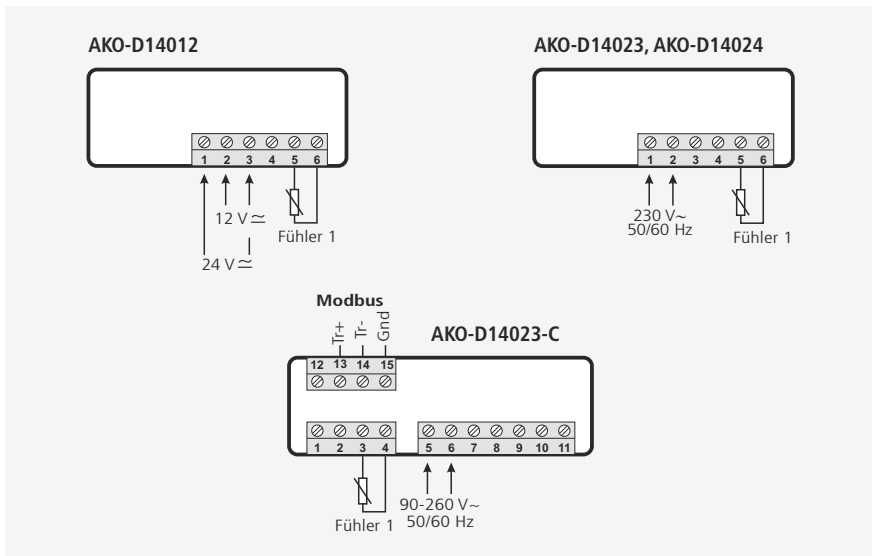 AKO-D14012
1 2 3 4 5 6
12 V ≂
Fühler 1
24 V ≂
AKO-D14023, AKO-D14024
1 2 3 4 5 6
230 V~
50/60 Hz
Fühler 1
Modbus
Tr+
Tr-
Gnd
AKO-D14023-C
12 13 14 15
1 2 3 4
5 6 7 8 9 10 11
Fühler 1
90-260 V~
50/60 Hz